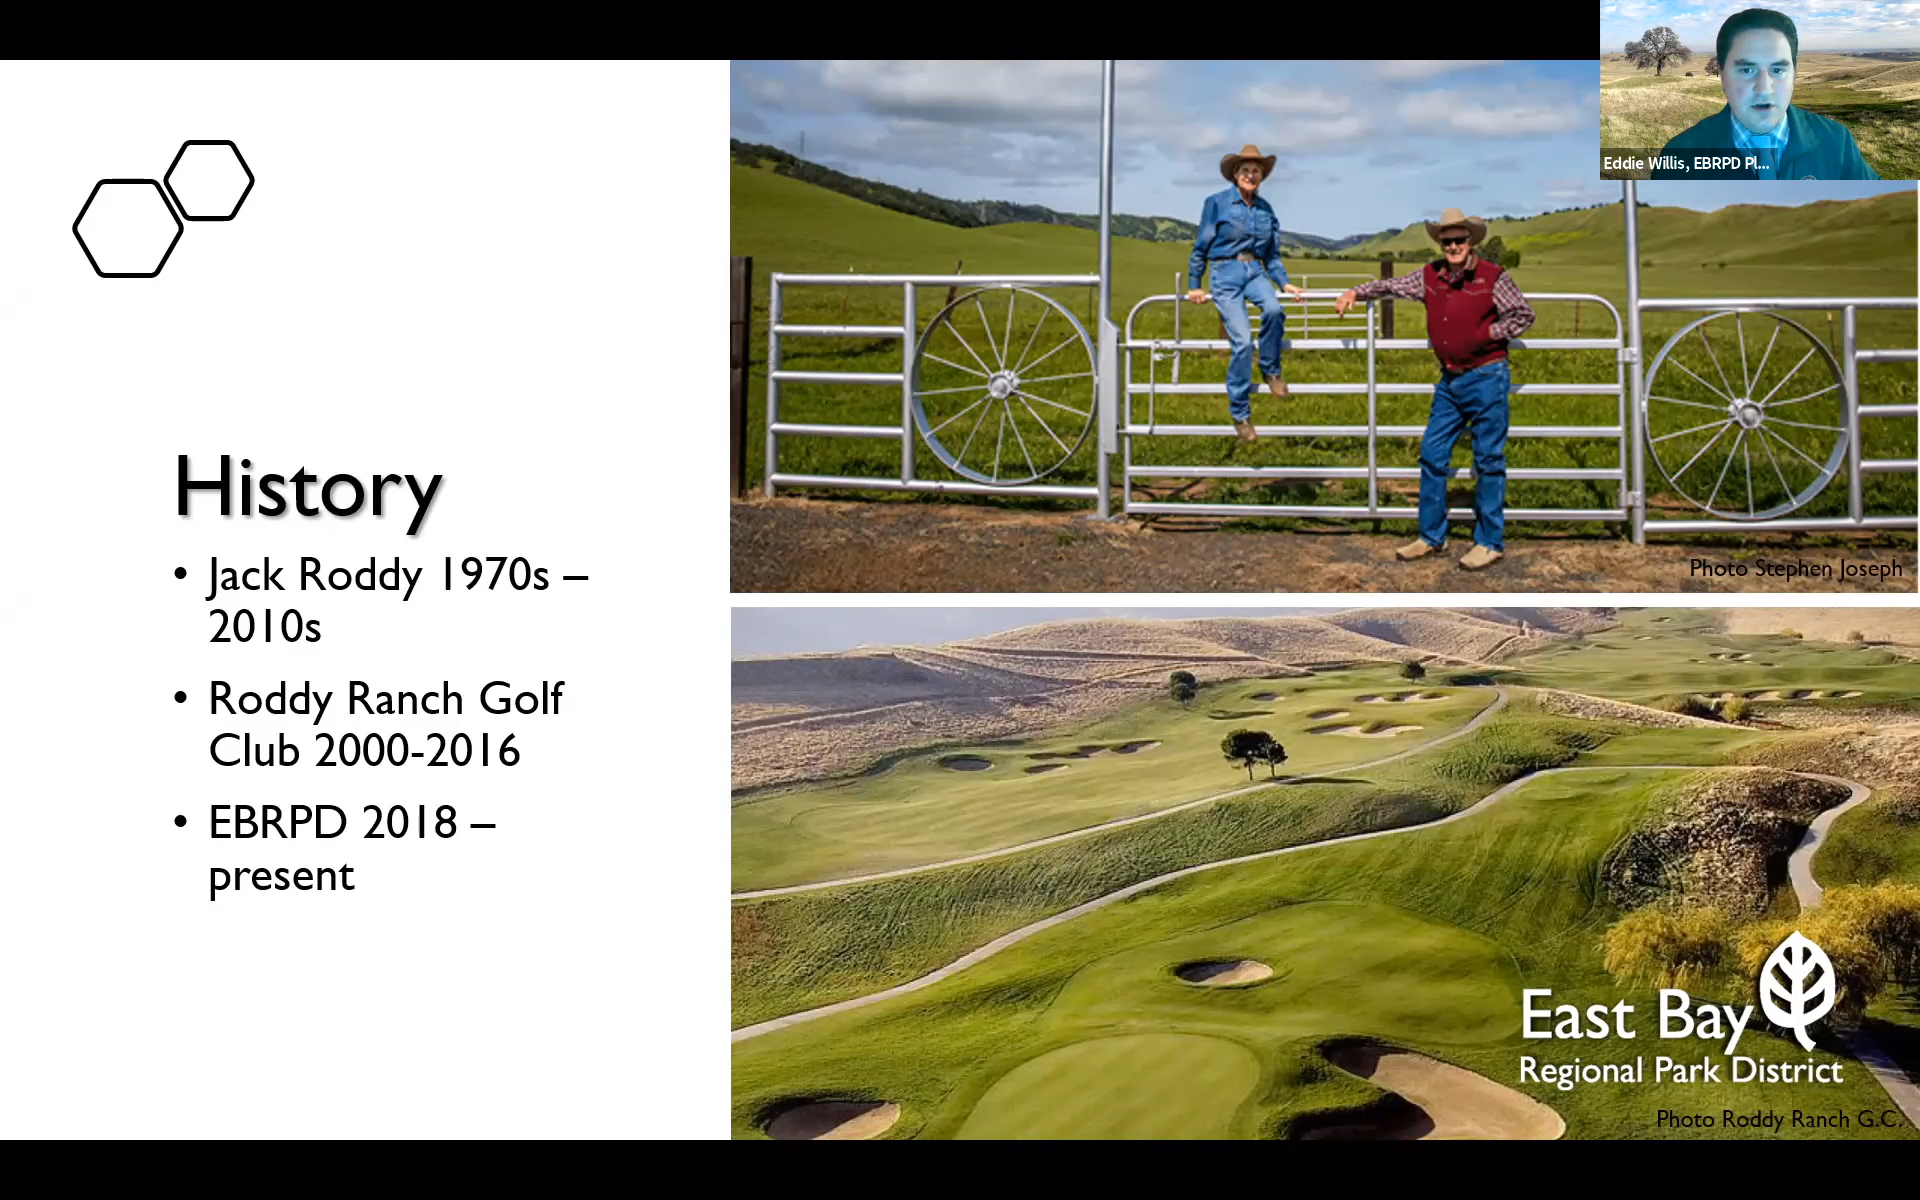 Eddie Willis, EBRPD Pl...
History
• Jack Roddy 1970s –
2010s
• Roddy Ranch Golf
Club 2000-2016
• EBRPD 2018 –
present
Photo Stephen Joseph
East Bay
Regional Park District
Photo Roddy Ranch G.C.